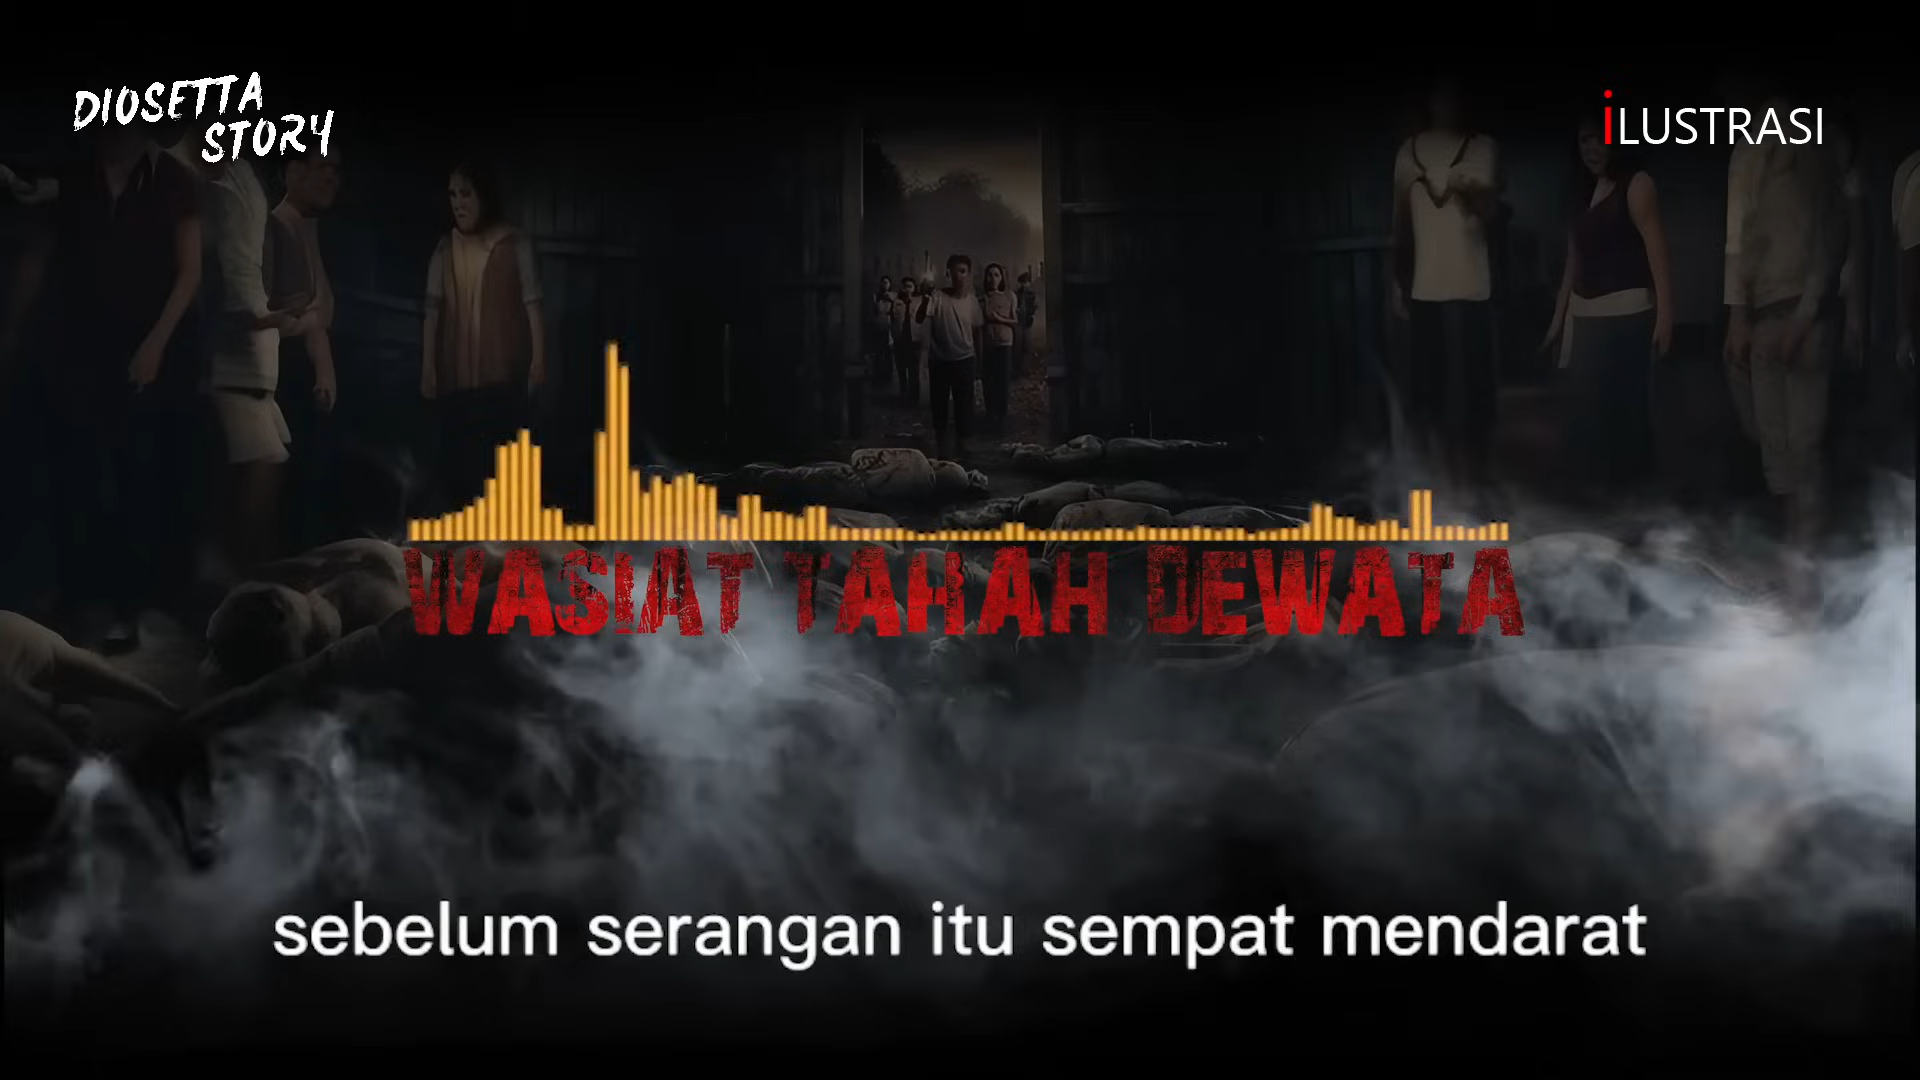 DIOSETTA
STORY
iLUSTRASI
WASIAT TANAH DEWATA
sebelum serangan itu sempat mendarat